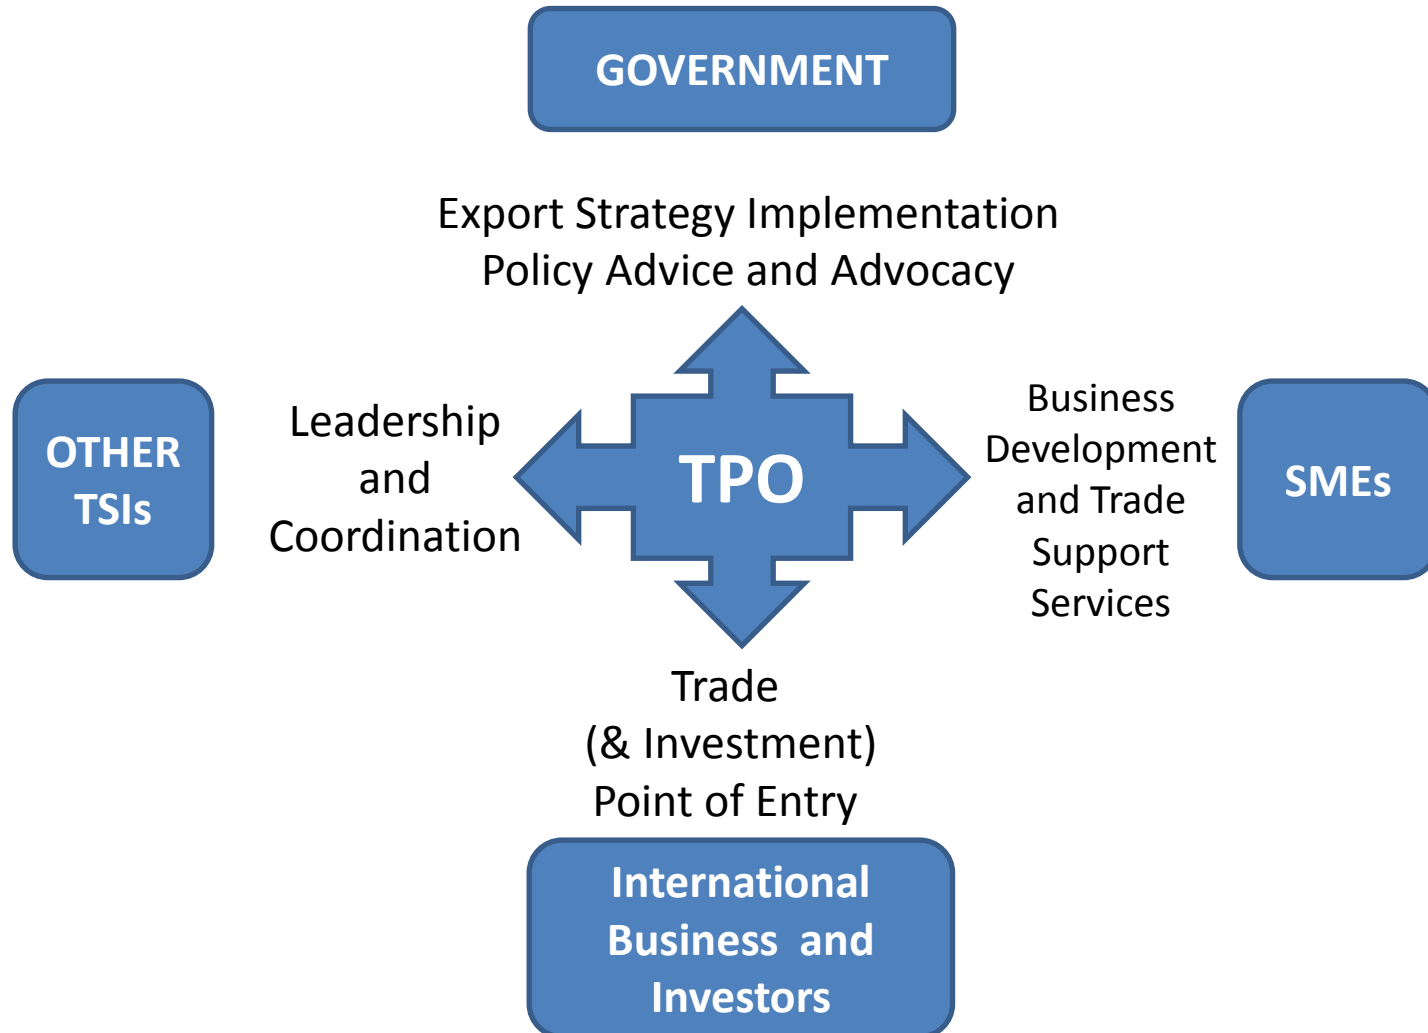 GOVERNMENT
Export Strategy Implementation
Policy Advice and Advocacy
OTHER
TSIs
Leadership
and
Coordination
TPO
Business
Development
and Trade
Support
Services
SMEs
Trade
(& Investment)
Point of Entry
International
Business and
Investors